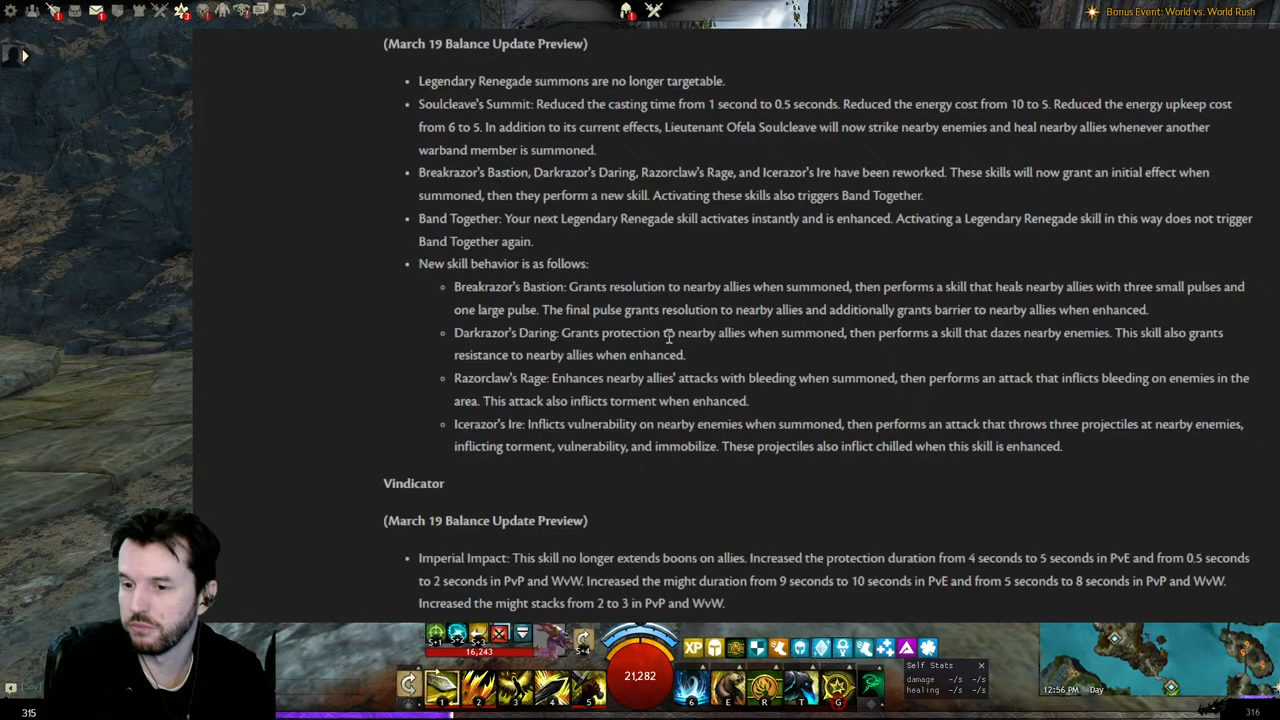 Bonus Event: World vs. World Rush
(March 19 Balance Update Preview)
• Legendary Renegade summons are no longer targetable.
• Soulcleave's Summit: Reduced the casting time from 1 second to 0.5 seconds. Reduced the energy cost from 10 to 5. Reduced the energy upkeep cost
from 6 to 5. In addition to its current effects, Lieutenant Ofela Soulcleave will now strike nearby enemies and heal nearby allies whenever another
warband member is summoned.
• Breakrazor's Bastion, Darkrazor's Daring, Razorclaw's Rage, and Icerazor's Ire have been reworked. These skills will now grant an initial effect when
summoned, then they perform a new skill. Activating these skills also triggers Band Together.
• Band Together: Your next Legendary Renegade skill activates instantly and is enhanced. Activating a Legendary Renegade skill in this way does not trigger
Band Together again.
• New skill behavior is as follows:
◦ Breakrazor's Bastion: Grants resolution to nearby allies when summoned, then performs a skill that heals nearby allies with three small pulses and
one large pulse. The final pulse grants resolution to nearby allies and additionally grants barrier to nearby allies when enhanced.
◦ Darkrazor's Daring: Grants protection to nearby allies when summoned, then performs a skill that dazes nearby enemies. This skill also grants
resistance to nearby allies when enhanced.
◦ Razorclaw's Rage: Enhances nearby allies' attacks with bleeding when summoned, then performs an attack that inflicts bleeding on enemies in the
area. This attack also inflicts torment when enhanced.
◦ Icerazor's Ire: Inflicts vulnerability on nearby enemies when summoned, then performs an attack that throws three projectiles at nearby enemies,
inflicting torment, vulnerability, and immobilize. These projectiles also inflict chilled when this skill is enhanced.
Vindicator
(March 19 Balance Update Preview)
• Imperial Impact: This skill no longer extends boons on allies. Increased the protection duration from 4 seconds to 5 seconds in PvE and from 0.5 seconds
to 2 seconds in PvP and WvW. Increased the might duration from 9 seconds to 10 seconds in PvE and from 5 seconds to 8 seconds in PvP and WvW.
Increased the might stacks from 2 to 3 in PvP and WvW.
S+1 S+2 S+3 S+4
16,243
21,282
XP
Self Stats
damage -/s -/s
healing -/s -/s
12:56 PM Day
1 2 3 4 5 6 E R T G
[Say]
315
316